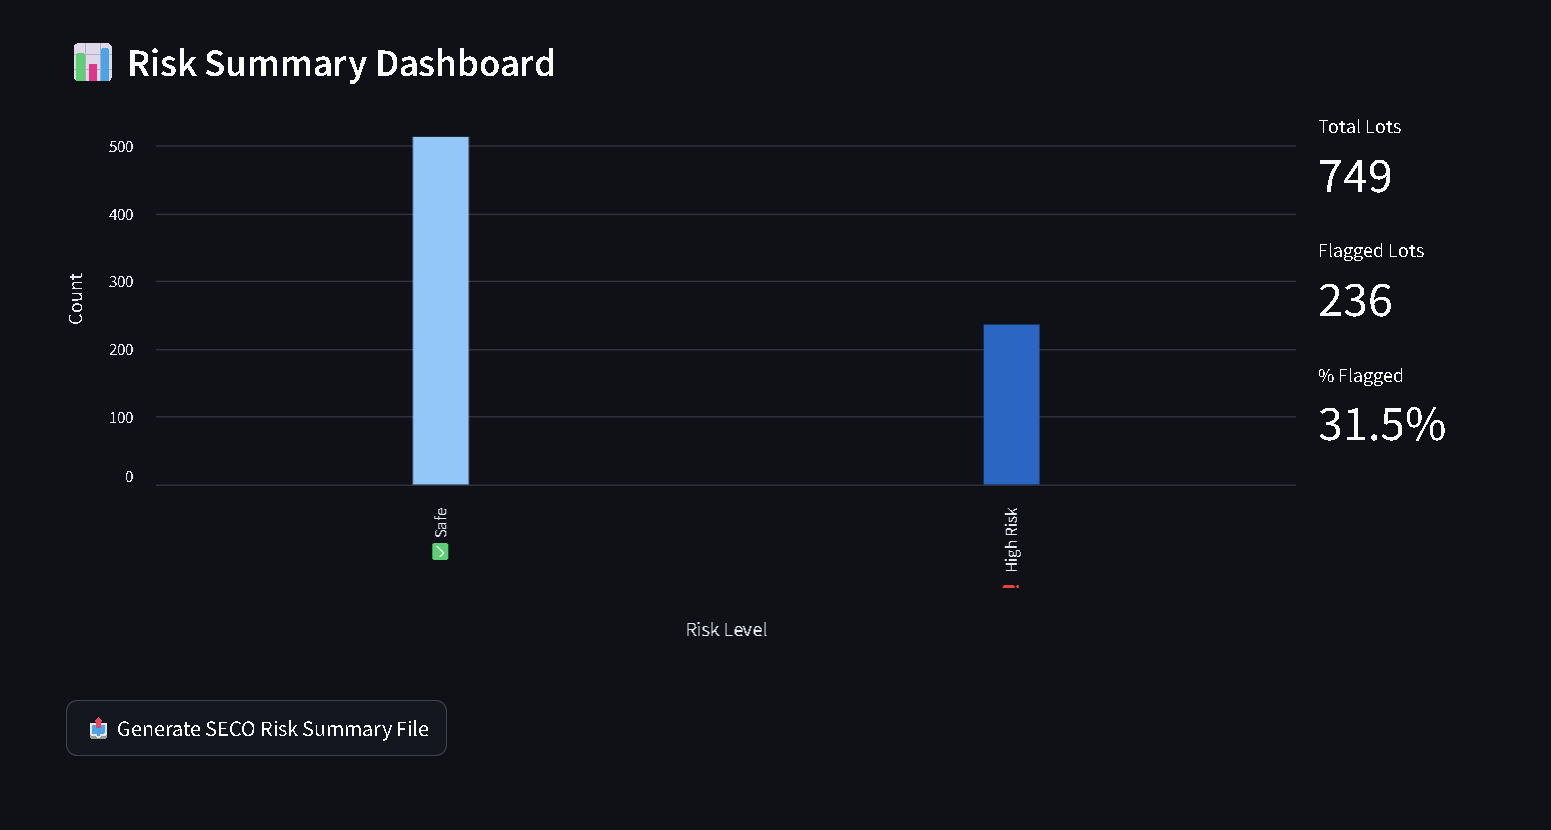 Risk Summary Dashboard
Total Lots
749
Flagged Lots
236
% Flagged
31.5%
Count
500
400
300
200
100
0
Safe
High Risk
Risk Level
Generate SECO Risk Summary File